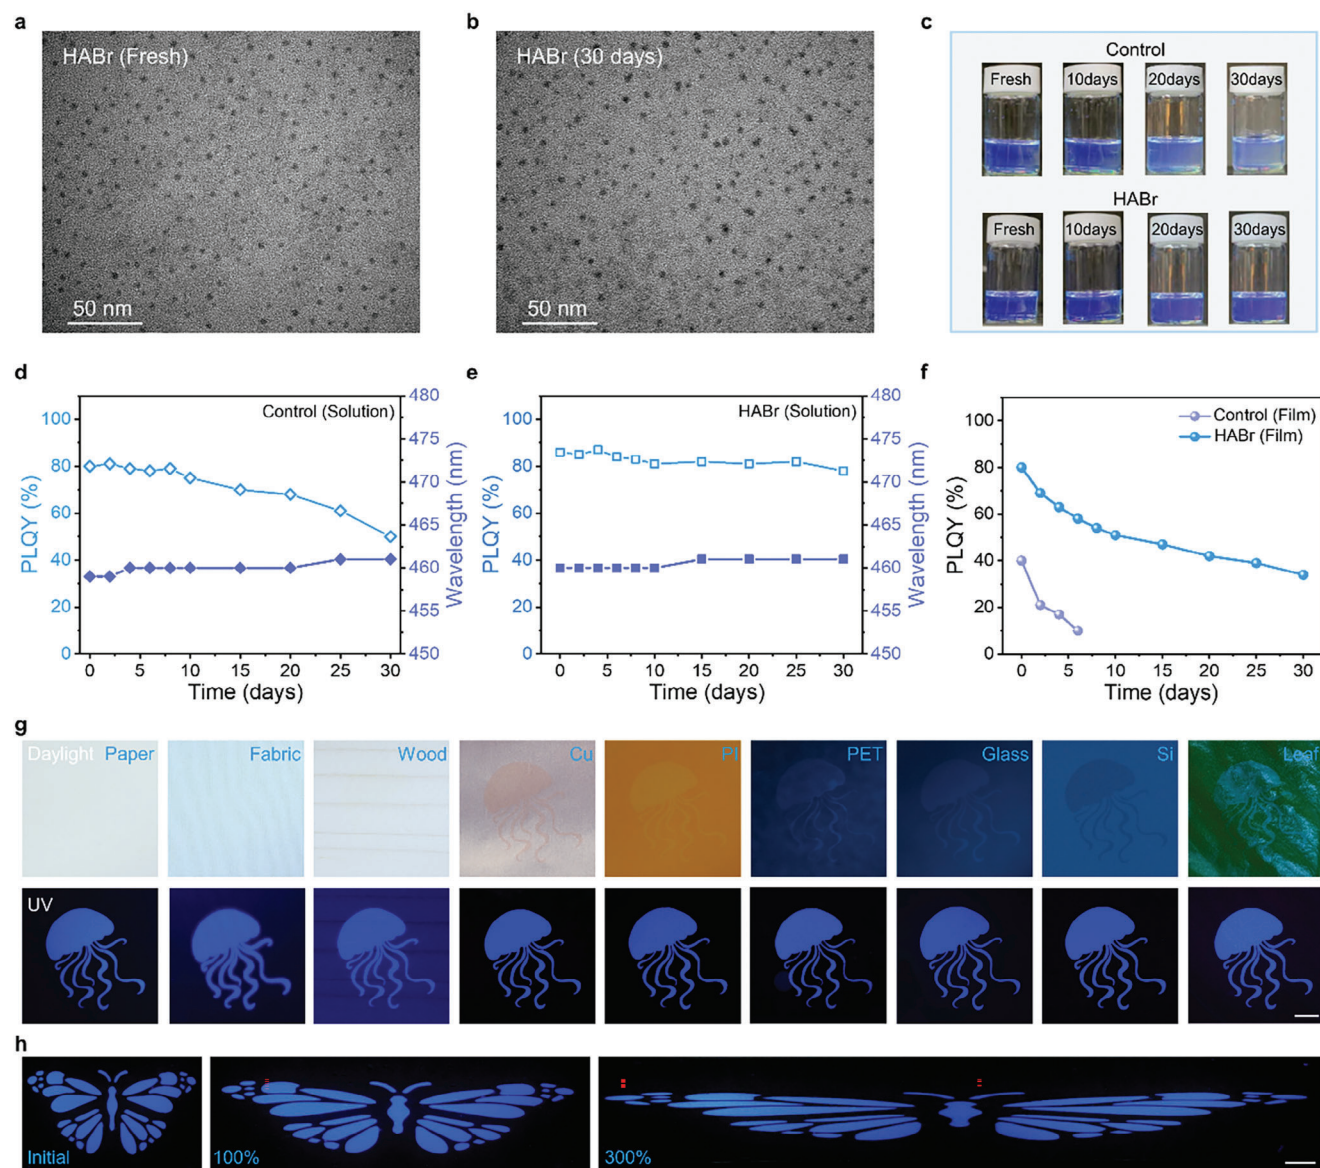 a
HABr (Fresh)
50 nm
b
HABr (30 days)
50 nm
c
Control
Fresh 10days 20days 30days
HABr
Fresh 10days 20days 30days
d
Control (Solution)
PLQY (%)
100
80
60
40
20
0
Wavelength (nm)
480
475
470
465
460
455
450
0 5 10 15 20 25 30
Time (days)
e
HABr (Solution)
PLQY (%)
100
80
60
40
20
0
Wavelength (nm)
480
475
470
465
460
455
450
0 5 10 15 20 25 30
Time (days)
f
Control (Film)
HABr (Film)
PLQY (%)
100
80
60
40
20
0
0 5 10 15 20 25 30
Time (days)
g
Daylight Paper Fabric Wood Cu PI PET Glass Si Leaf
UV
h
Initial 100% 300%